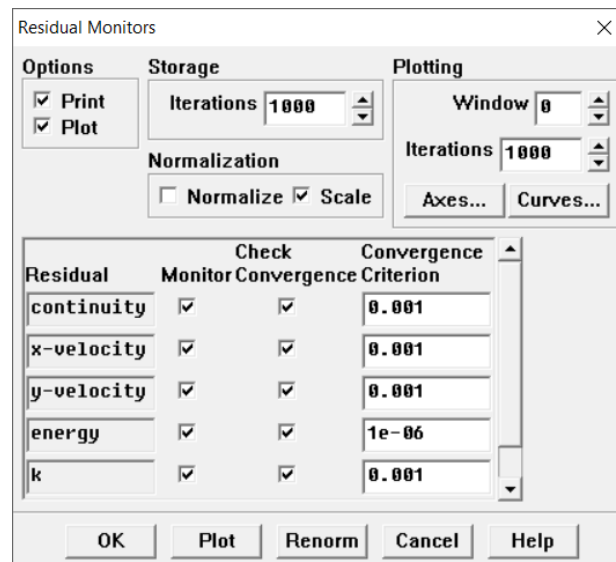 Residual Monitors
Options
Print
Plot
Storage
Iterations 1000
Normalization
Normalize Scale
Plotting
Window 0
Iterations 1000
Axes... Curves...
Residual Monitor Check Convergence Convergence Criterion
continuity 0.001
x-velocity 0.001
y-velocity 0.001
energy 1e-06
k 0.001
OK Plot Renorm Cancel Help